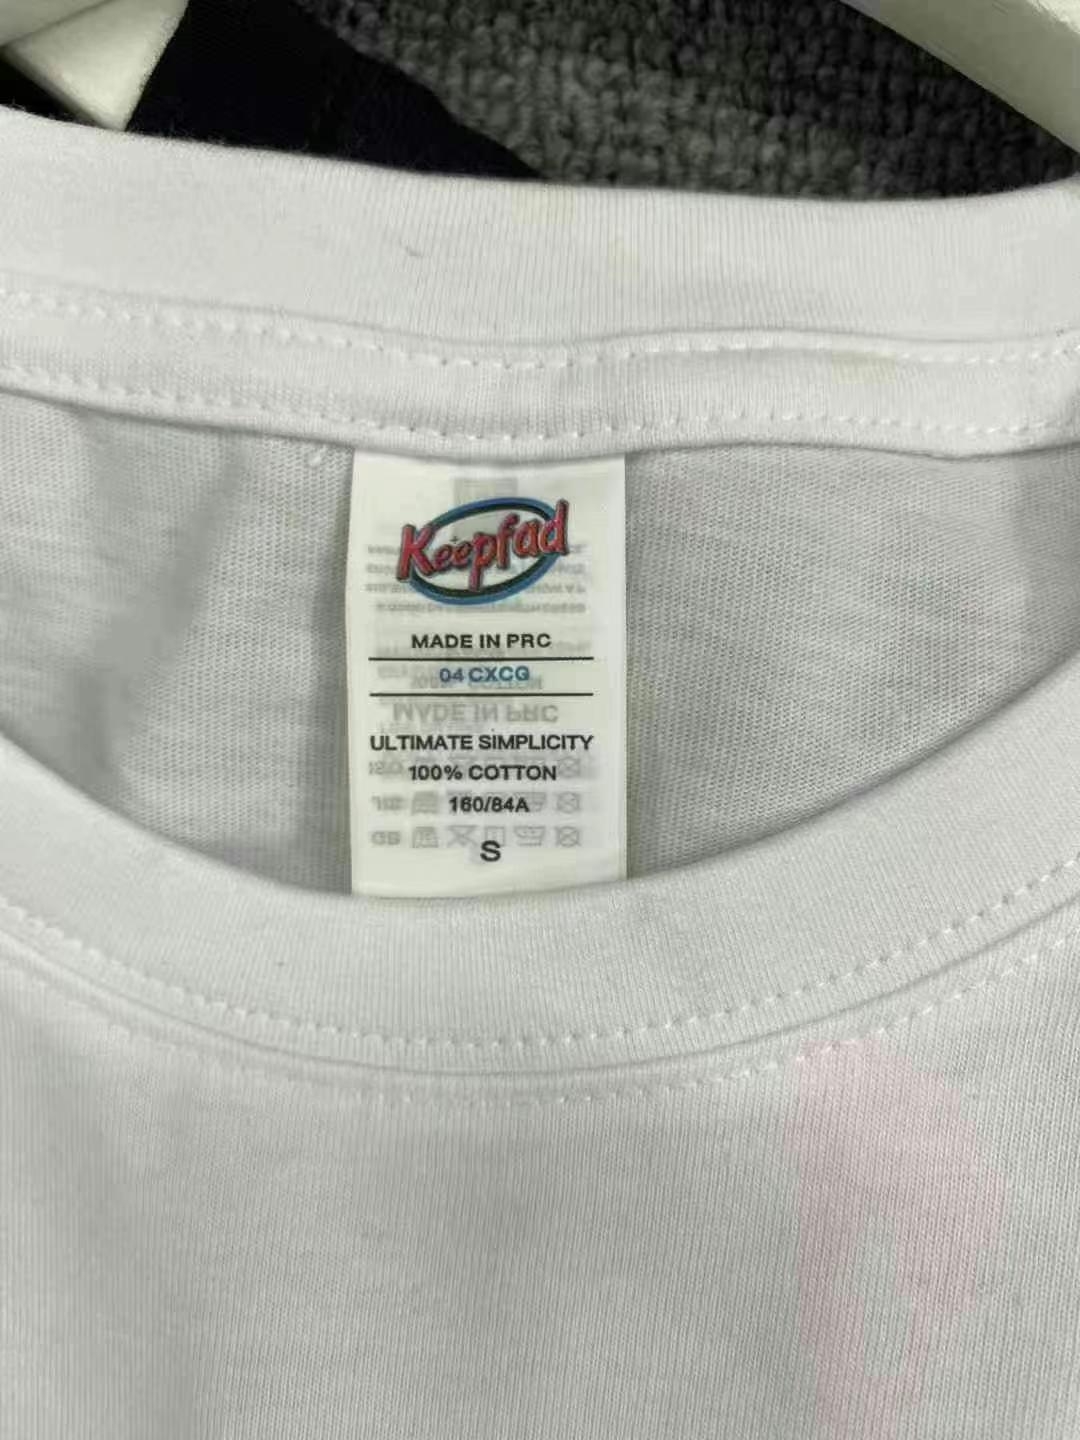 Keepfad
MADE IN PRC
04 CXCG
ULTIMATE SIMPLICITY
100% COTTON
160/84A
S